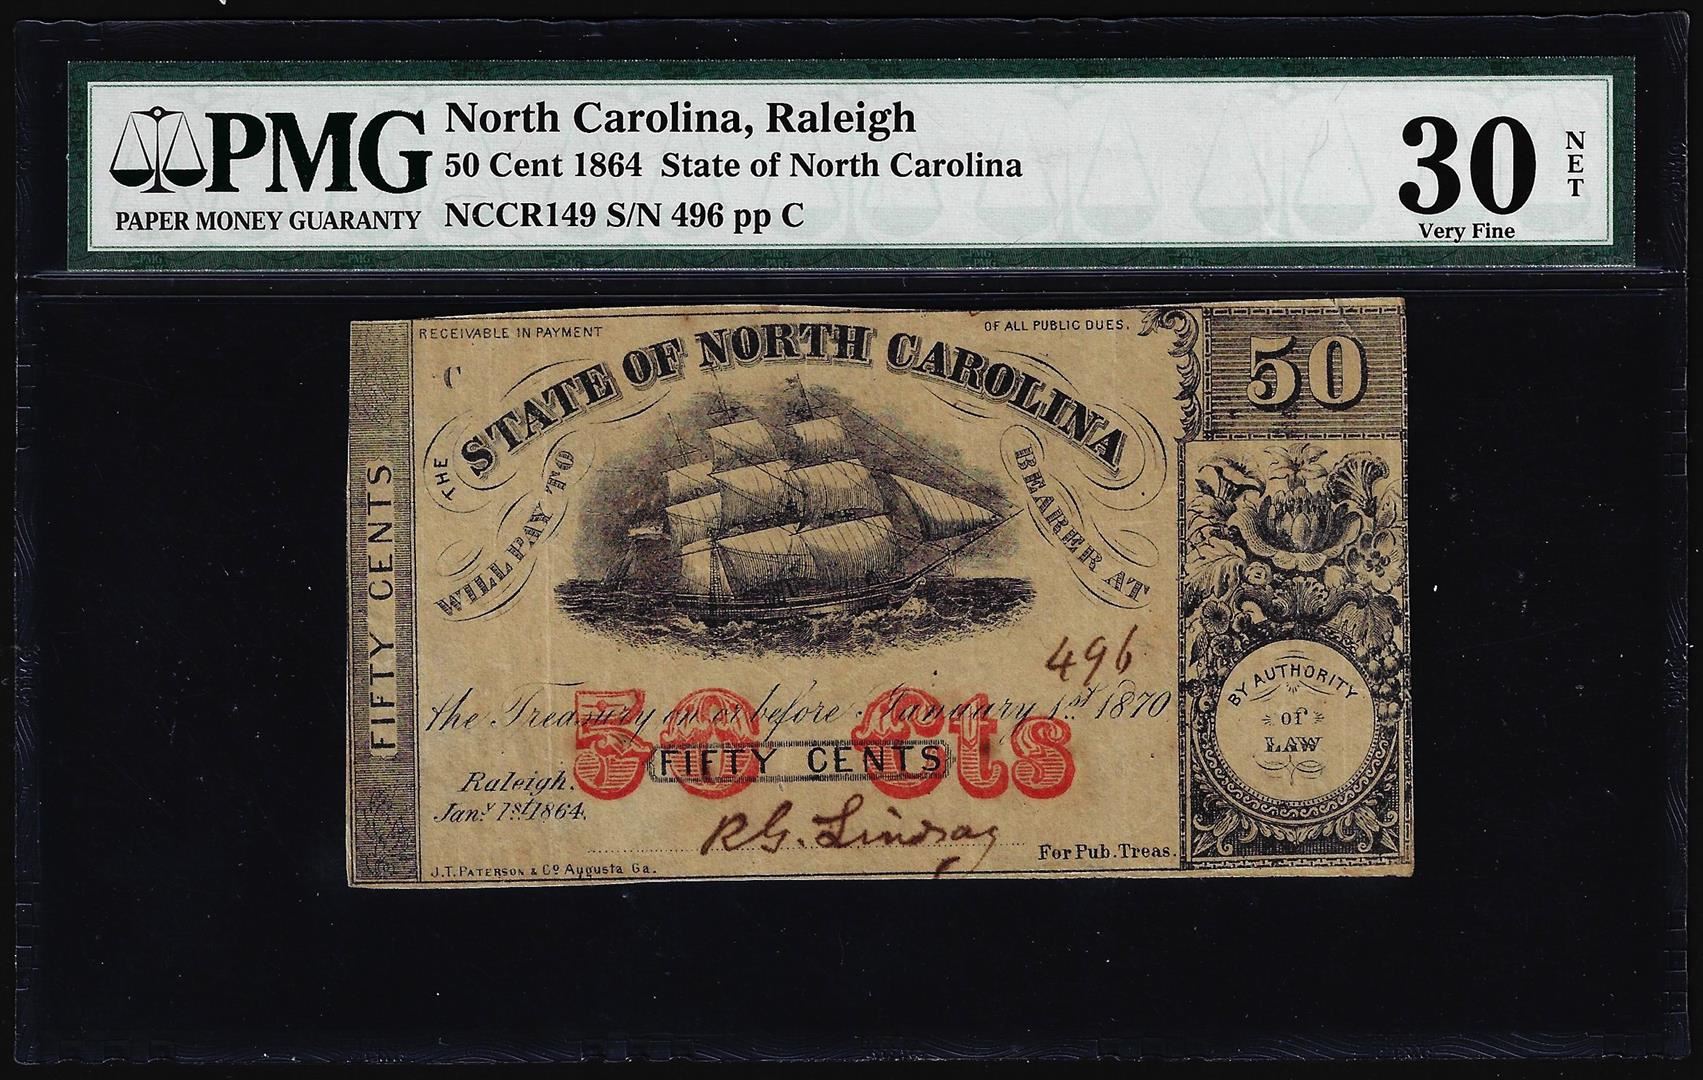 PMG
PAPER MONEY GUARANTY
North Carolina, Raleigh
50 Cent 1864 State of North Carolina
NCCR149 S/N 496 pp C
30
NET
Very Fine
RECEIVABLE IN PAYMENT OF ALL PUBLIC DUES.
C
50
THE STATE OF NORTH CAROLINA
WILL PAY TO BEARER AT
FIFTY CENTS
496
the Treasury on or before January 1st. 1870
50 Cts
FIFTY CENTS
Raleigh.
Jany. 1st. 1864.
R G. Lindsay
For Pub. Treas.
J.T. PATERSON & Co Augusta Ga.
BY AUTHORITY
of
LAW